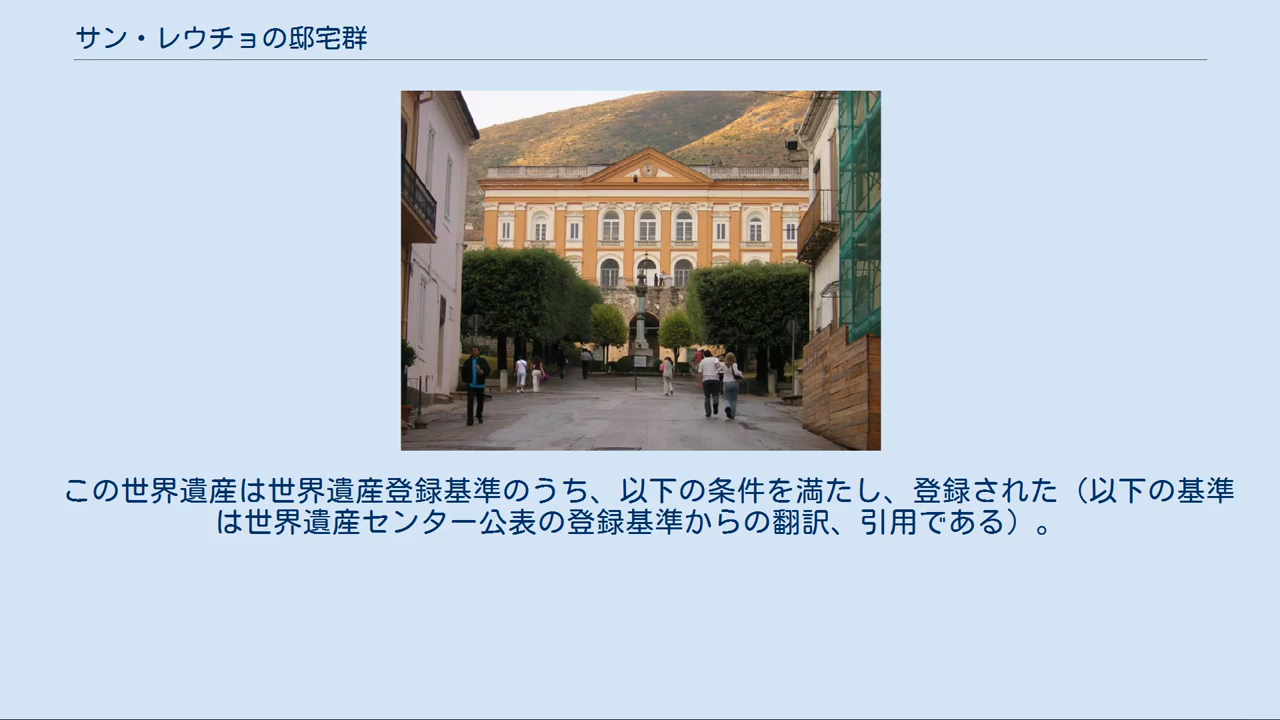 サン・レウチョの邸宅群
この世界遺産は世界遺産登録基準のうち、以下の条件を満たし、登録された（以下の基準
は世界遺産センター公表の登録基準からの翻訳、引用である）。